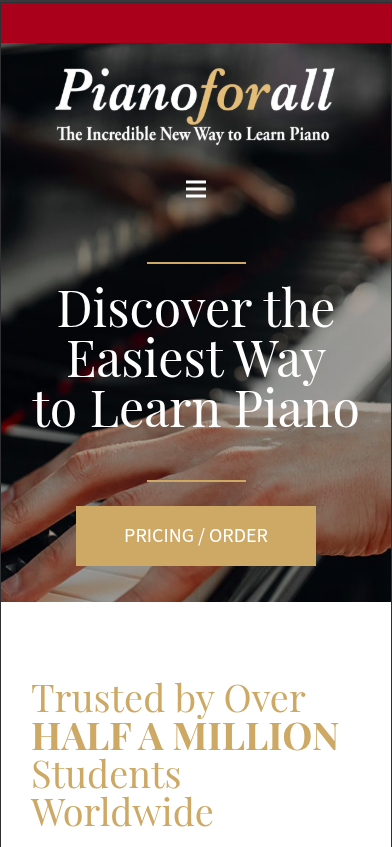 Pianoforall
The Incredible New Way to Learn Piano
Discover the
Easiest Way
to Learn Piano
PRICING / ORDER
Trusted by Over
HALF A MILLION
Students
Worldwide